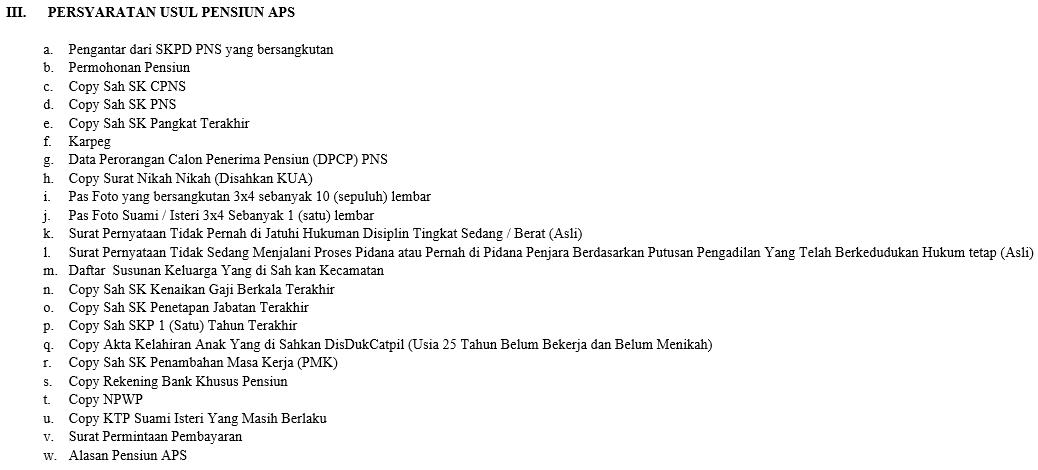 III. PERSYARATAN USUL PENSIUN APS
a. Pengantar dari SKPD PNS yang bersangkutan
b. Permohonan Pensiun
c. Copy Sah SK CPNS
d. Copy Sah SK PNS
e. Copy Sah SK Pangkat Terakhir
f. Karpeg
g. Data Perorangan Calon Penerima Pensiun (DPCP) PNS
h. Copy Surat Nikah Nikah (Disahkan KUA)
i. Pas Foto yang bersangkutan 3x4 sebanyak 10 (sepuluh) lembar
j. Pas Foto Suami / Isteri 3x4 Sebanyak 1 (satu) lembar
k. Surat Pernyataan Tidak Pernah di Jatuhi Hukuman Disiplin Tingkat Sedang / Berat (Asli)
l. Surat Pernyataan Tidak Sedang Menjalani Proses Pidana atau Pernah di Pidana Penjara Berdasarkan Putusan Pengadilan Yang Telah Berkedudukan Hukum tetap (Asli)
m. Daftar Susunan Keluarga Yang di Sah kan Kecamatan
n. Copy Sah SK Kenaikan Gaji Berkala Terakhir
o. Copy Sah SK Penetapan Jabatan Terakhir
p. Copy Sah SKP 1 (Satu) Tahun Terakhir
q. Copy Akta Kelahiran Anak Yang di Sahkan DisDukCatpil (Usia 25 Tahun Belum Bekerja dan Belum Menikah)
r. Copy Sah SK Penambahan Masa Kerja (PMK)
s. Copy Rekening Bank Khusus Pensiun
t. Copy NPWP
u. Copy KTP Suami Isteri Yang Masih Berlaku
v. Surat Permintaan Pembayaran
w. Alasan Pensiun APS